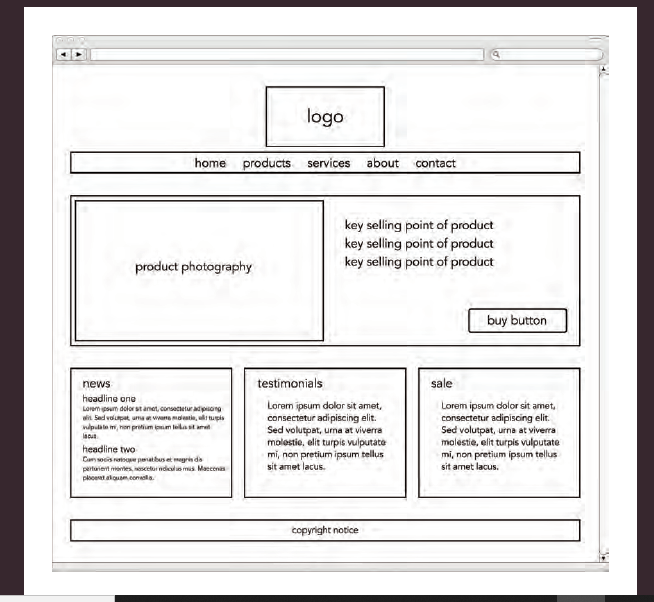 logo
home products services about contact
product photography
key selling point of product
key selling point of product
key selling point of product
buy button
news
headline one
Lorem ipsum dolor sit amet, consectetur adipiscing
elit. Sed volutpat, urna at viverra molestie, elit turpis
vulputate mi, non pretium ipsum tellus sit amet
lacus.
headline two
Cum sociis natoque penatibus et magnis dis
parturient montes, nascetur ridiculus mus. Maecenas
placerat aliquam convallis.
testimonials
Lorem ipsum dolor sit amet,
consectetur adipiscing elit.
Sed volutpat, urna at viverra
molestie, elit turpis vulputate
mi, non pretium ipsum tellus
sit amet lacus.
sale
Lorem ipsum dolor sit amet,
consectetur adipiscing elit.
Sed volutpat, urna at viverra
molestie, elit turpis vulputate
mi, non pretium ipsum tellus
sit amet lacus.
copyright notice